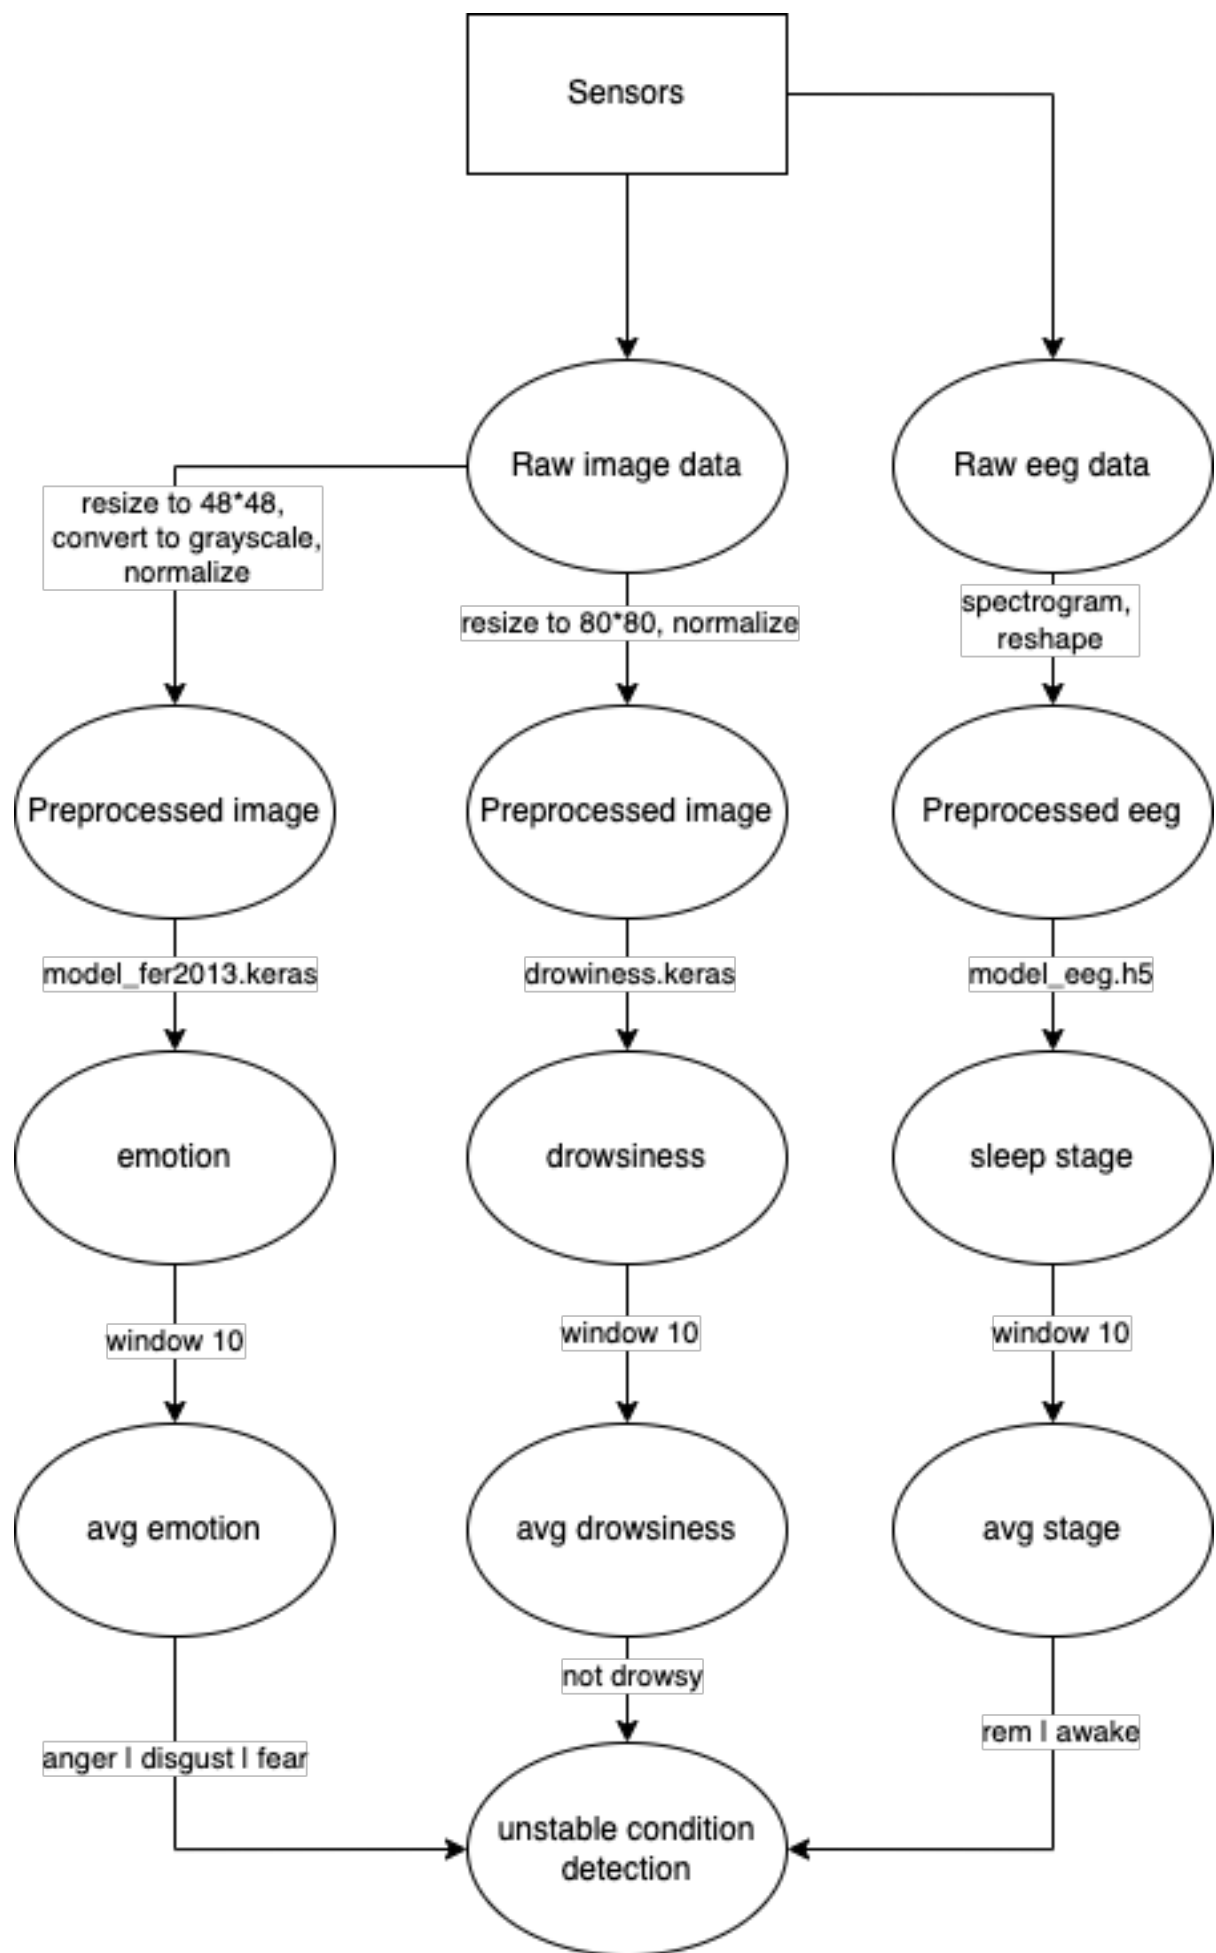 Sensors
Raw image data
Raw eeg data
resize to 48*48,
convert to grayscale,
normalize
resize to 80*80, normalize
spectrogram,
reshape
Preprocessed image
Preprocessed image
Preprocessed eeg
model_fer2013.keras
drowiness.keras
model_eeg.h5
emotion
drowsiness
sleep stage
window 10
window 10
window 10
avg emotion
avg drowsiness
avg stage
not drowsy
anger | disgust | fear
rem | awake
unstable condition
detection